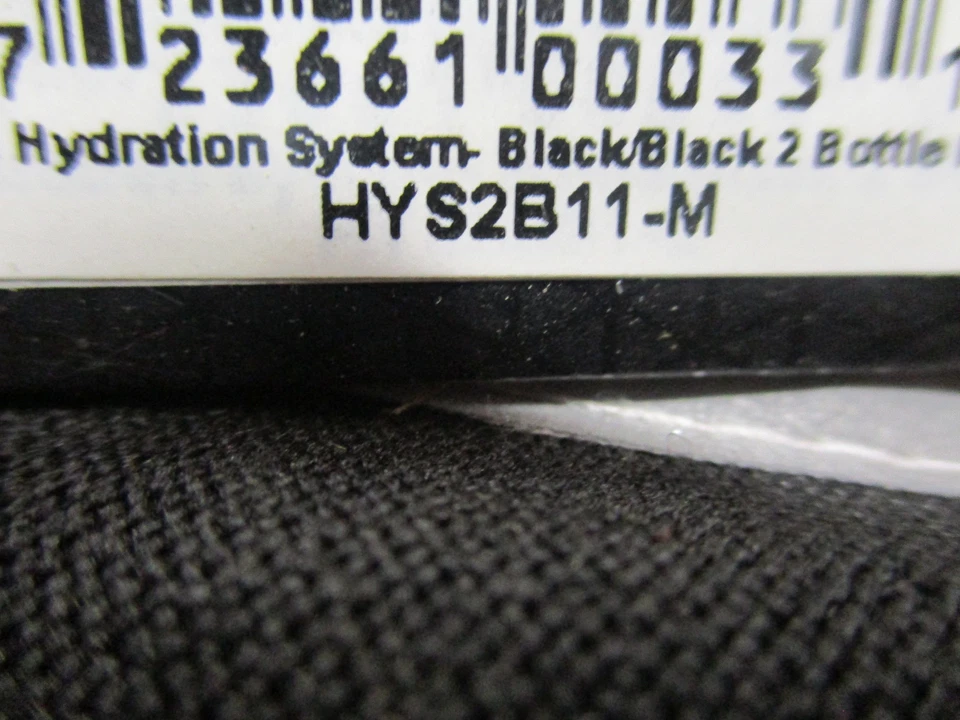 7 23661 00033 1
Hydration System- Black/Black 2 Bottle
HYS2B11-M